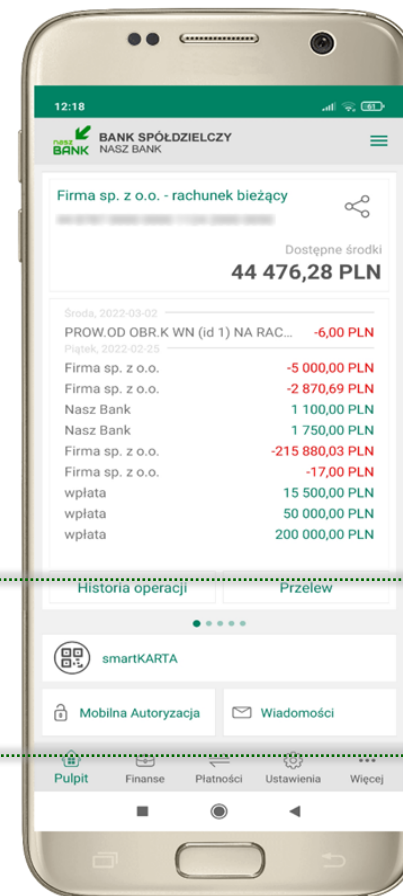 12:18
61
nasz BANK
BANK SPÓŁDZIELCZY
NASZ BANK
Firma sp. z o.o. - rachunek bieżący
Dostępne środki
44 476,28 PLN
Środa, 2022-03-02
PROW.OD OBR.K WN (id 1) NA RAC... -6,00 PLN
Piątek, 2022-02-25
Firma sp. z o.o. -5 000,00 PLN
Firma sp. z o.o. -2 870,69 PLN
Nasz Bank 1 100,00 PLN
Nasz Bank 1 750,00 PLN
Firma sp. z o.o. -215 880,03 PLN
Firma sp. z o.o. -17,00 PLN
wpłata 15 500,00 PLN
wpłata 50 000,00 PLN
wpłata 200 000,00 PLN
Historia operacji Przelew
smartKARTA
Mobilna Autoryzacja Wiadomości
Pulpit Finanse Płatności Ustawienia Więcej